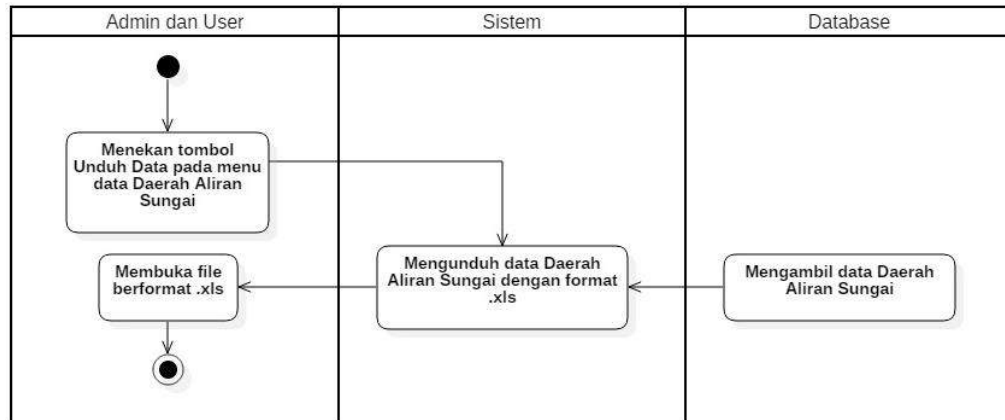 Admin dan User
Sistem
Database
Menekan tombol
Unduh Data pada menu
data Daerah Aliran
Sungai
Membuka file
berformat .xls
Mengunduh data Daerah
Aliran Sungai dengan format
.xls
Mengambil data Daerah
Aliran Sungai